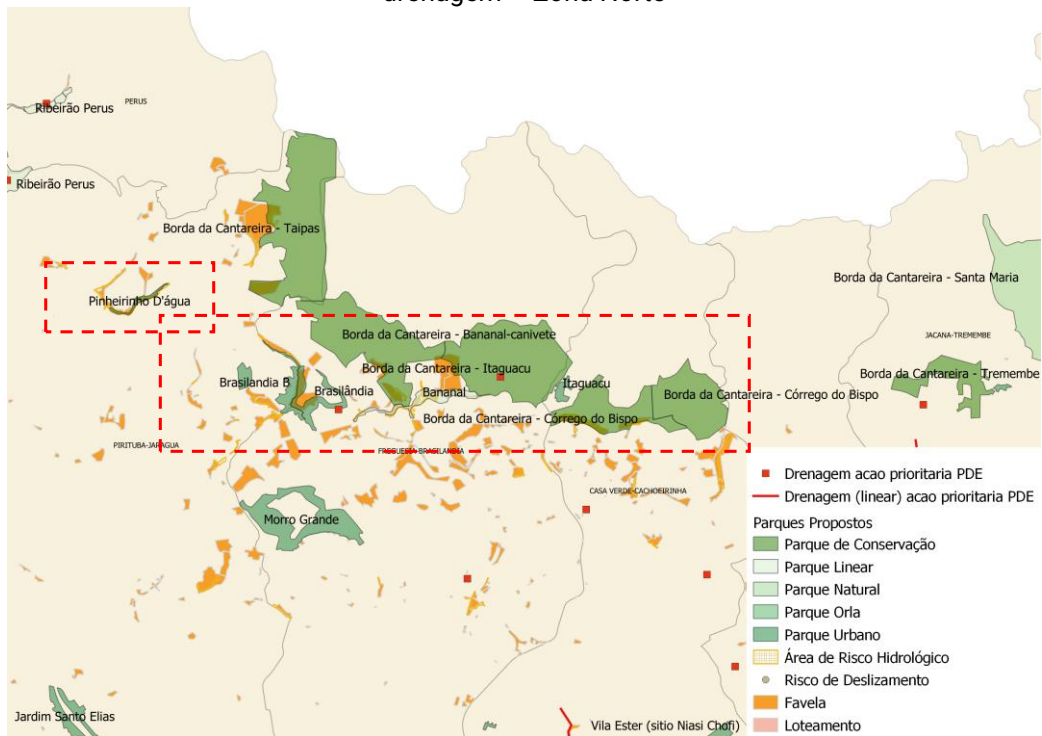 drenagem – Zona Norte
Ribeirão Perus
PERUS
Ribeirão Perus
Borda da Cantareira - Taipas
Borda da Cantareira - Santa Maria
Pinheirinho D'água
Borda da Cantareira - Bananal-canivete
JACANA-TREMEMBE
Borda da Cantareira - Itaguacu
Borda da Cantareira - Tremembe
Brasilandia B
Brasilândia
Bananal
Itaguacu
Borda da Cantareira - Córrego do Bispo
Borda da Cantareira - Córrego do Bispo
PIRITUBA-JARAGUA
FREGUESIA-BRASILANDIA
CASA VERDE-CACHOEIRINHA
Morro Grande
Jardim Santo Elias
Vila Ester (sitio Niasi Chofi)
Drenagem acao prioritaria PDE
Drenagem (linear) acao prioritaria PDE
Parques Propostos
Parque de Conservação
Parque Linear
Parque Natural
Parque Orla
Parque Urbano
Área de Risco Hidrológico
Risco de Deslizamento
Favela
Loteamento